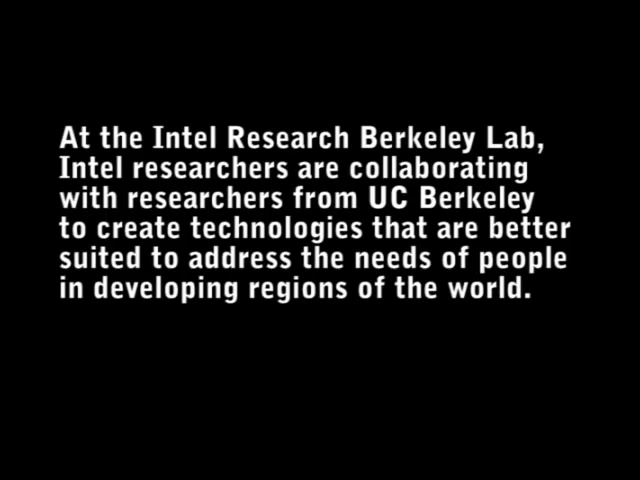 At the Intel Research Berkeley Lab,
Intel researchers are collaborating
with researchers from UC Berkeley
to create technologies that are better
suited to address the needs of people
in developing regions of the world.